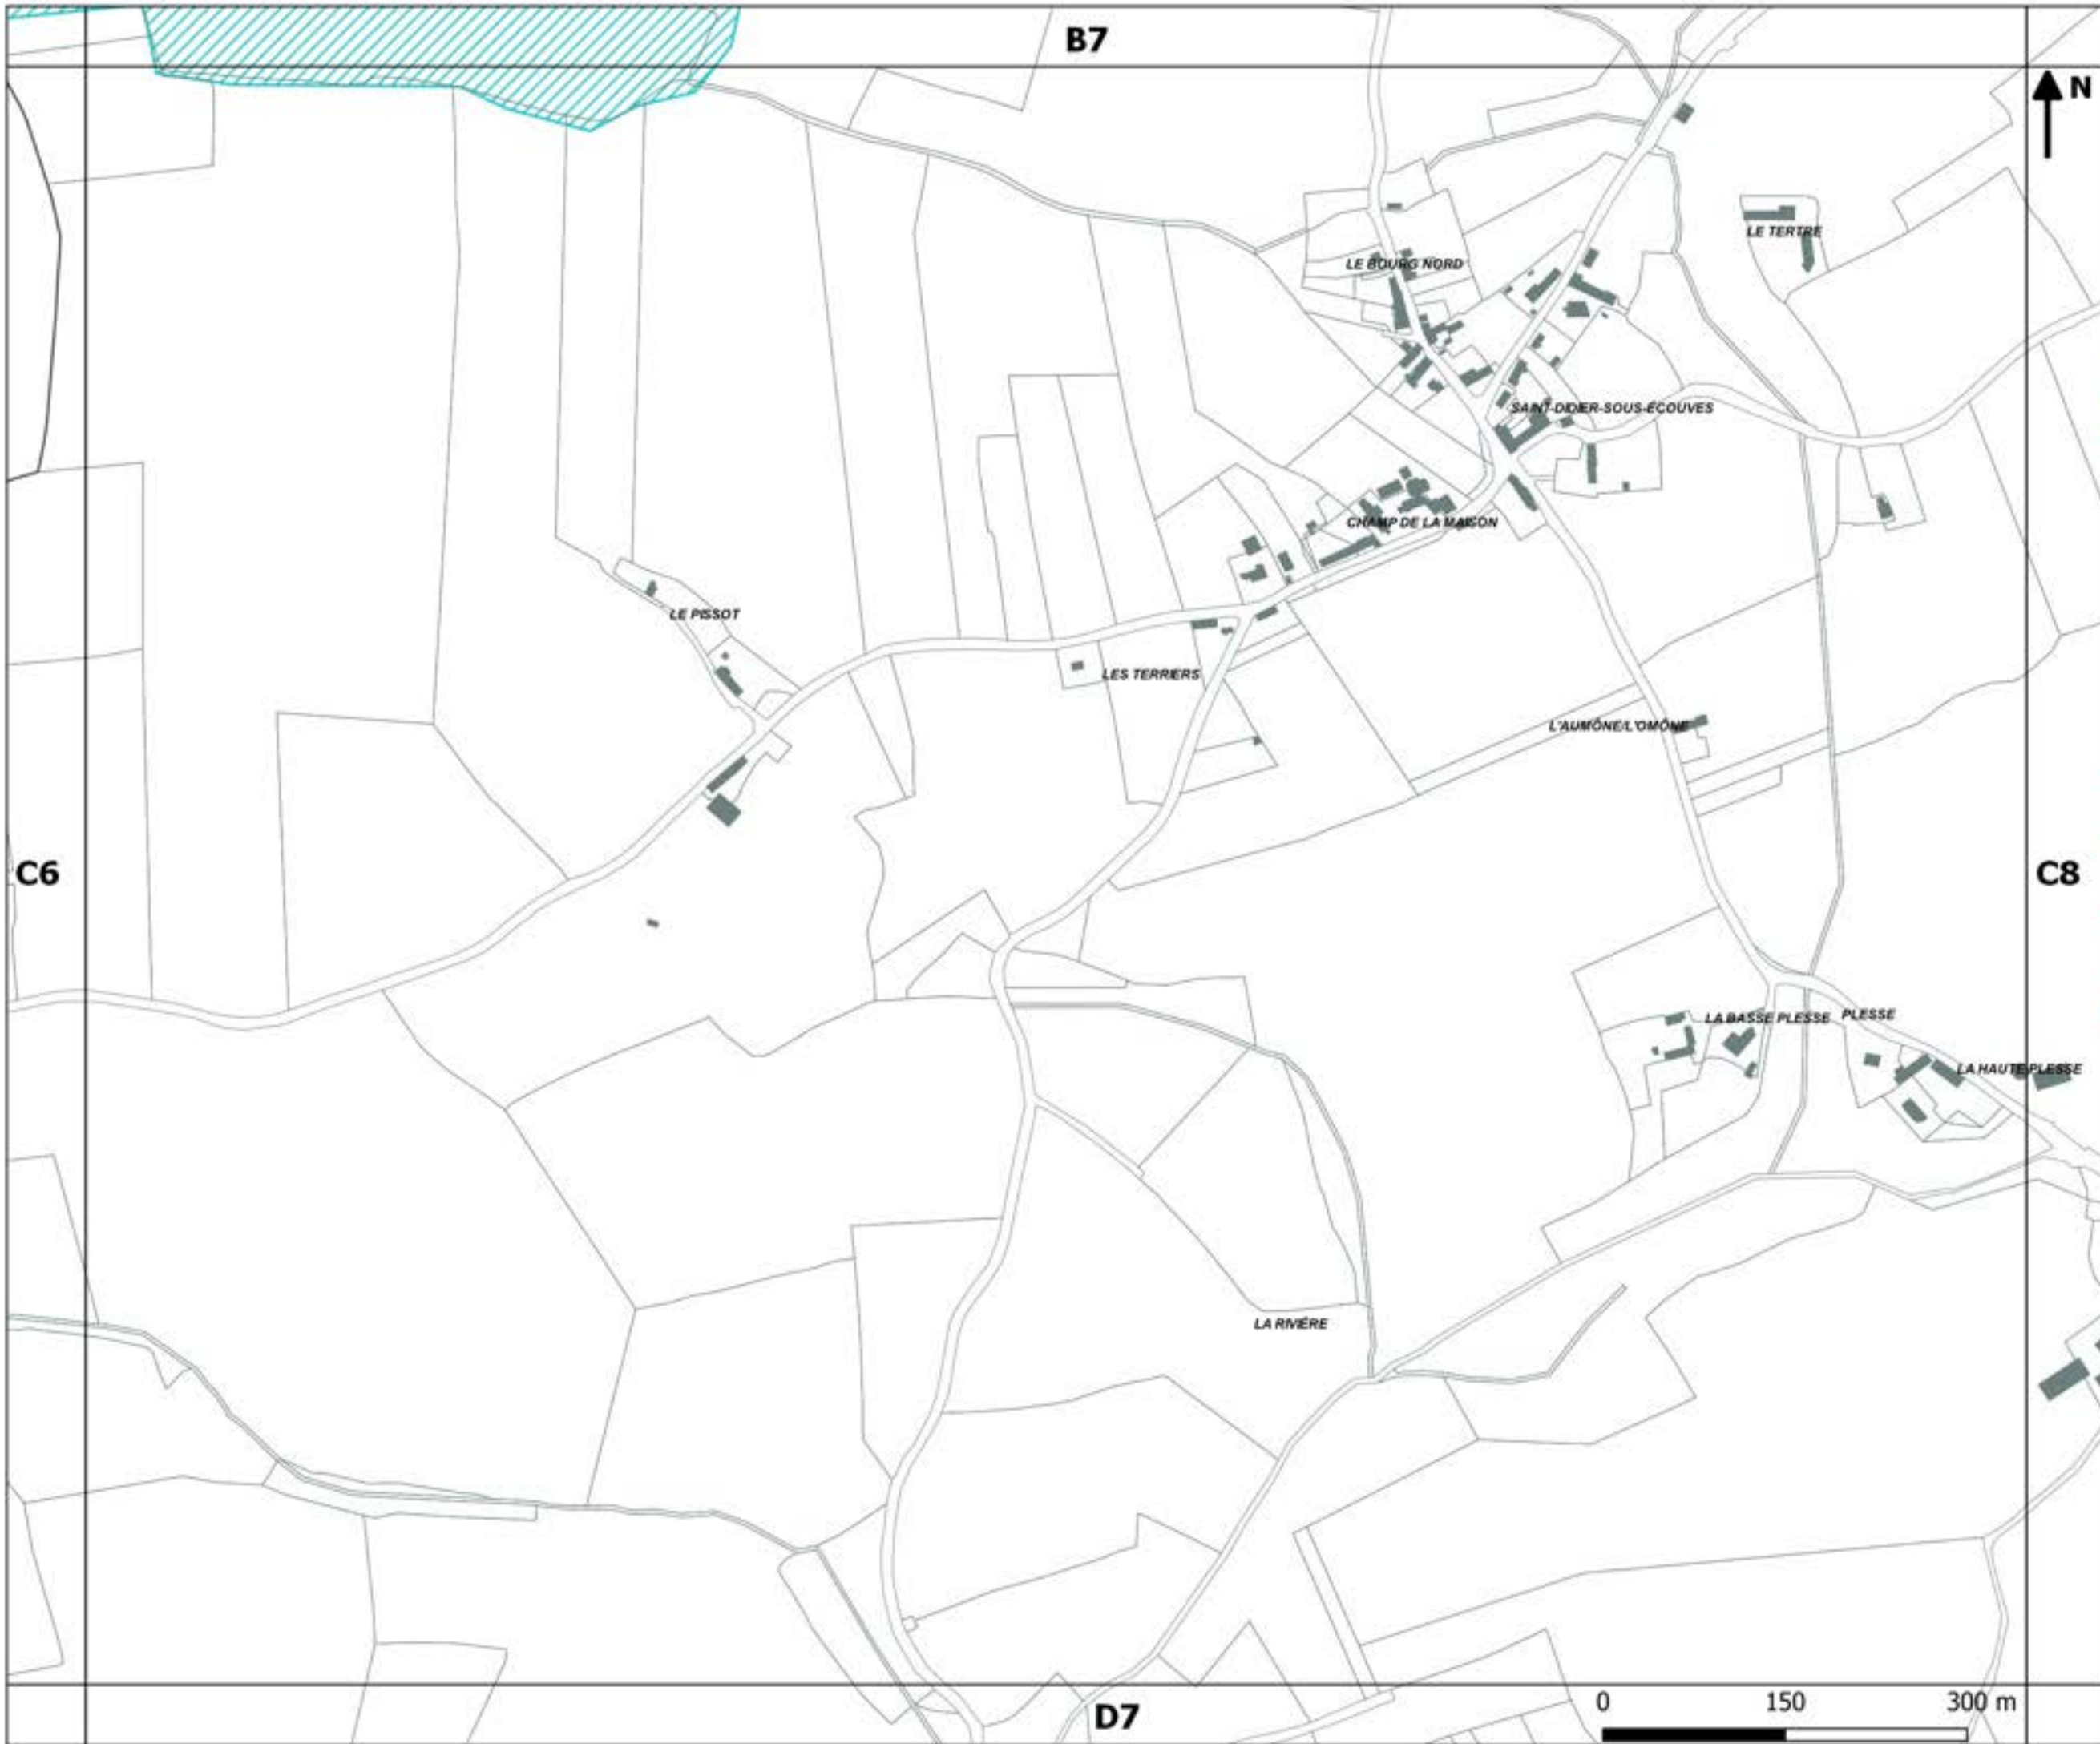 B7
N
LE TERTRE
LE BOURG NORD
SAINT-DIDIER-SOUS-ÉCOUVES
CHAMP DE LA MAISON
LE PISSOT
LES TERRIERS
L'AUMÔNE/L'OMÔNE
C6
C8
LA BASSE PLESSE
PLESSE
LA HAUTE PLESSE
LA RIVIÈRE
D7
0 150 300 m